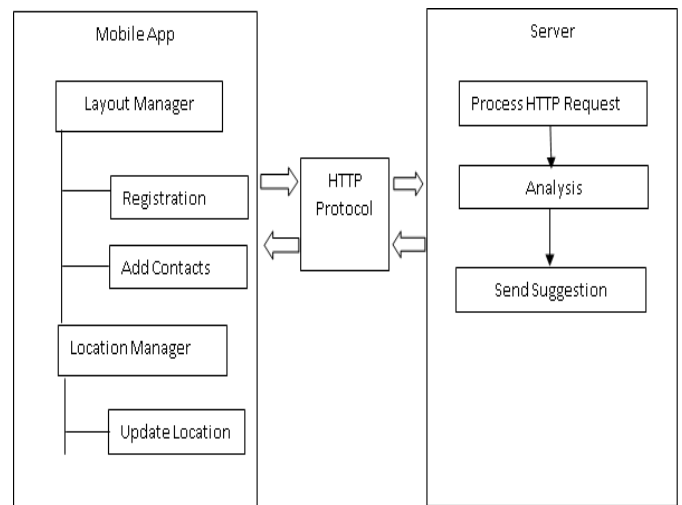 Mobile App
Layout Manager
Registration
Add Contacts
Location Manager
Update Location
HTTP
Protocol
Server
Process HTTP Request
Analysis
Send Suggestion